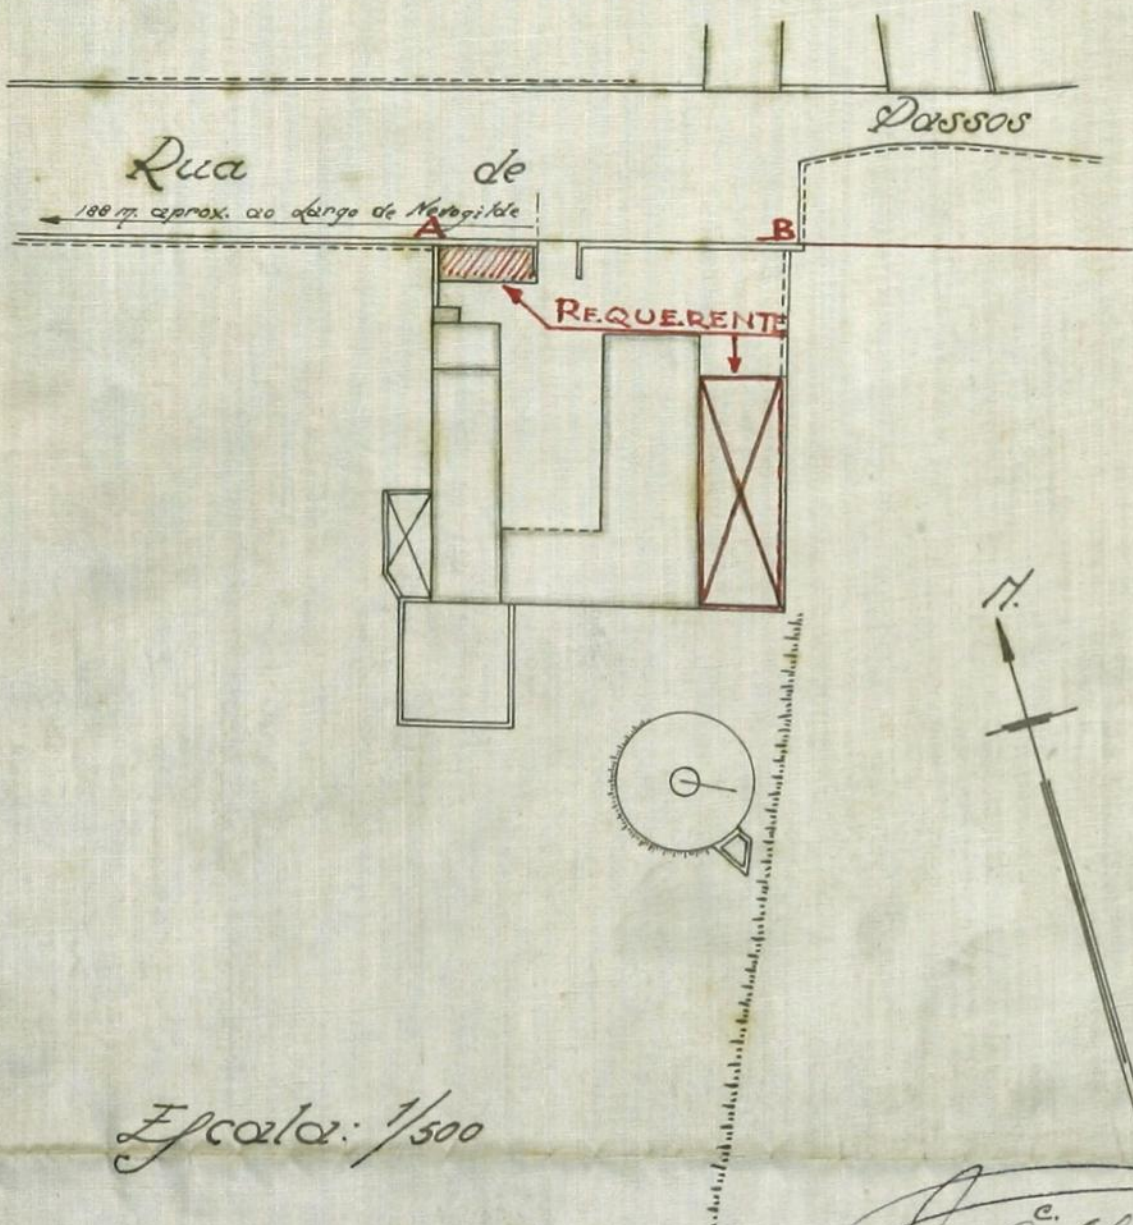 Passos
Rua de
188 m. aprox. ao Largo de Nevogilde
A B
REQUERENTE
N.
Escala: 1/500
C.